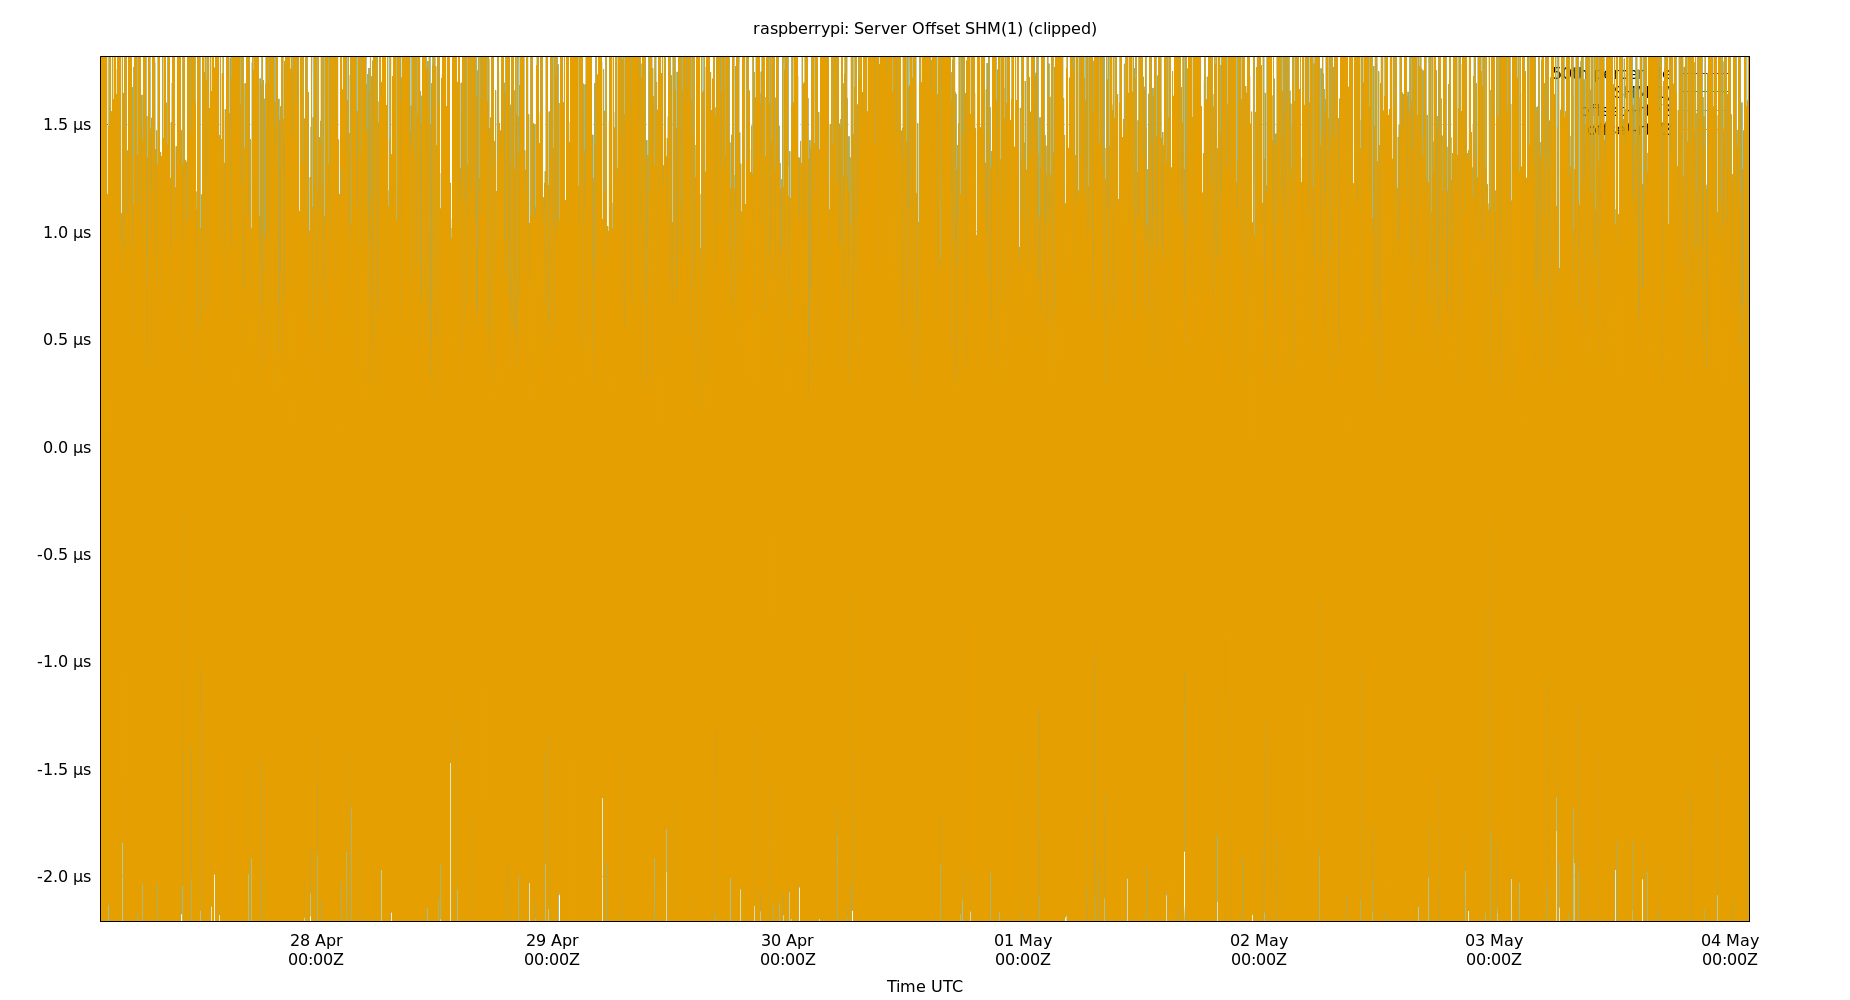 raspberrypi: Server Offset SHM(1) (clipped)
50th
1.5 µs
1.0 µs
0.5 µs
0.0 µs
-0.5 µs
-1.0 µs
-1.5 µs
-2.0 µs
28 Apr 29 Apr 30 Apr 01 May 02 May 03 May 04 May
00:00Z 00:00Z 00:00Z 00:00Z 00:00Z 00:00Z 00:00Z
Time UTC